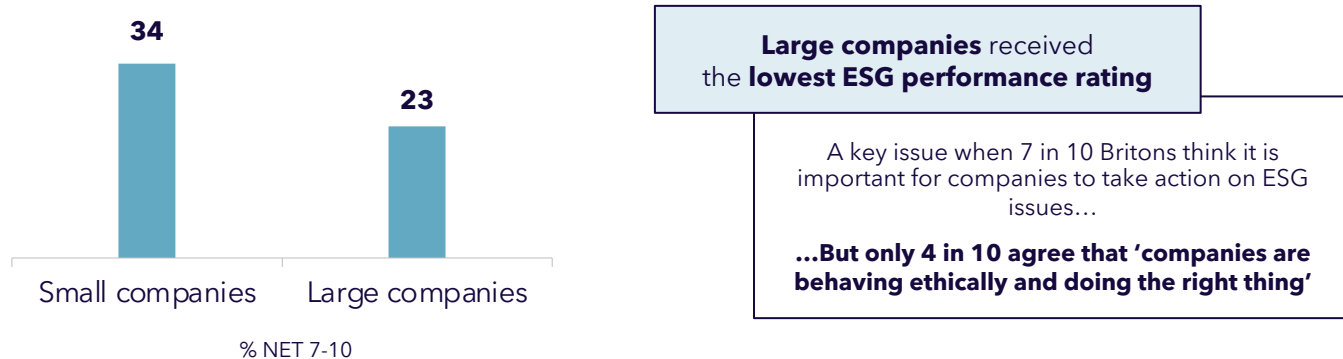 34
23
Small companies
Large companies
% NET 7-10
Large companies received
the lowest ESG performance rating
A key issue when 7 in 10 Britons think it is
important for companies to take action on ESG
issues…
…But only 4 in 10 agree that ‘companies are
behaving ethically and doing the right thing’